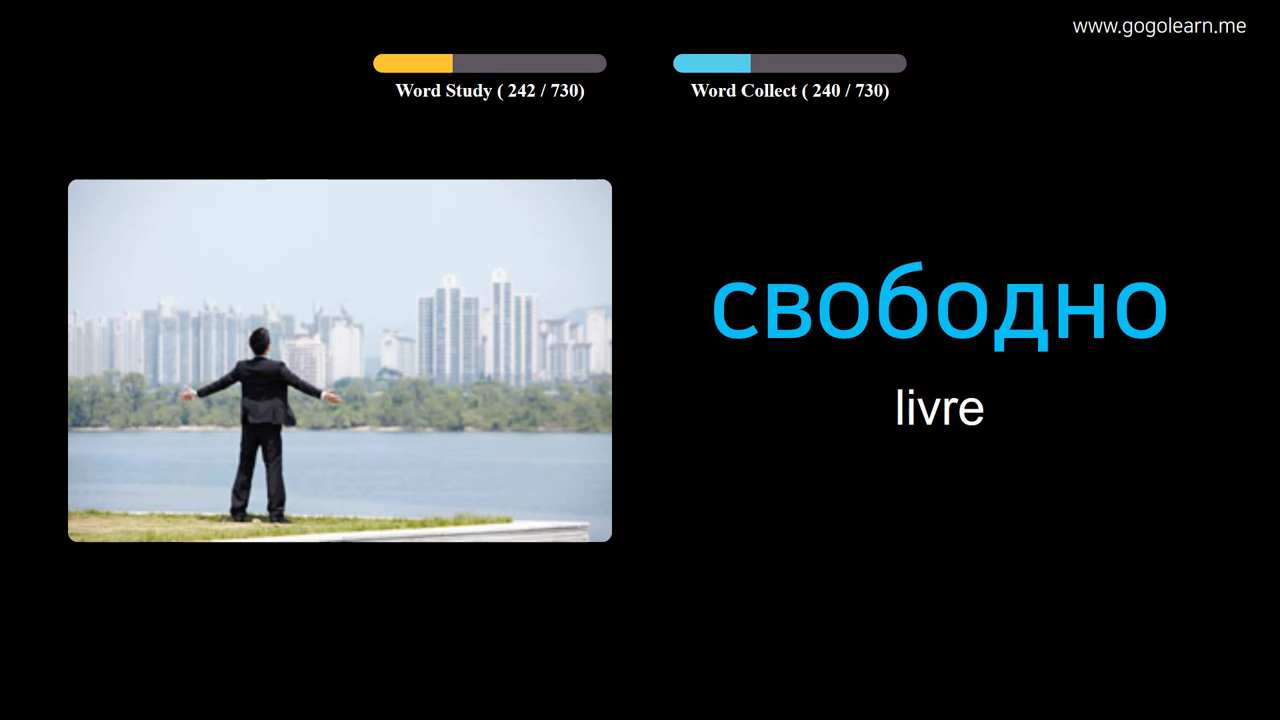 www.gogolearn.me
Word Study ( 242 / 730)
Word Collect ( 240 / 730)
свободно
livre